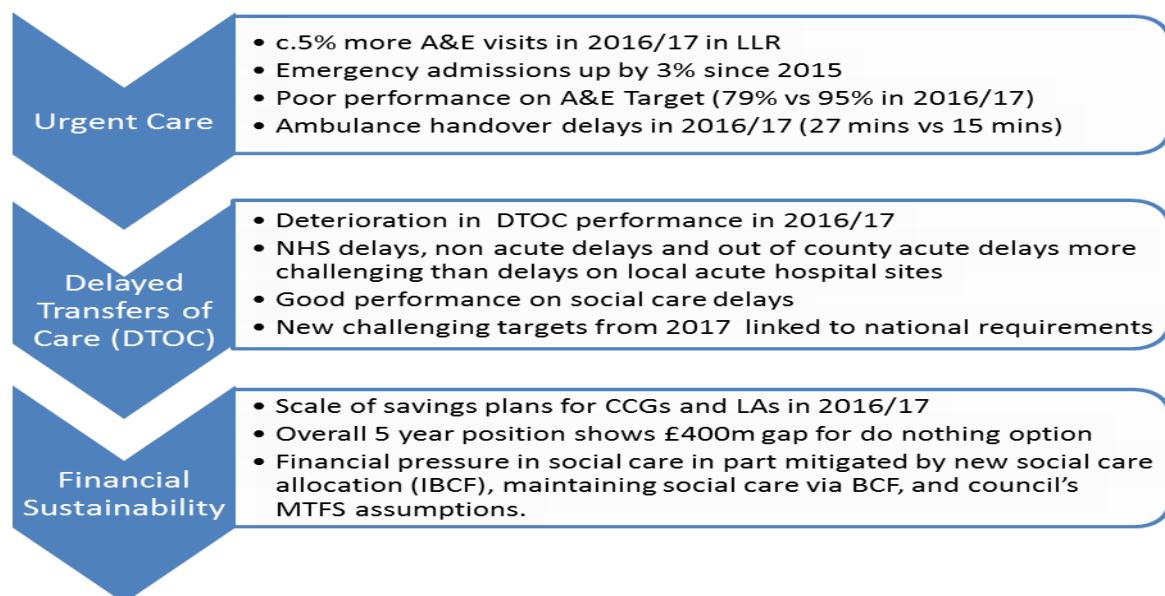 Urgent Care
• c.5% more A&E visits in 2016/17 in LLR
• Emergency admissions up by 3% since 2015
• Poor performance on A&E Target (79% vs 95% in 2016/17)
• Ambulance handover delays in 2016/17 (27 mins vs 15 mins)
Delayed
Transfers of
Care (DTOC)
• Deterioration in DTOC performance in 2016/17
• NHS delays, non acute delays and out of county acute delays more
challenging than delays on local acute hospital sites
• Good performance on social care delays
• New challenging targets from 2017 linked to national requirements
Financial
Sustainability
• Scale of savings plans for CCGs and LAs in 2016/17
• Overall 5 year position shows £400m gap for do nothing option
• Financial pressure in social care in part mitigated by new social care
allocation (IBCF), maintaining social care via BCF, and council’s
MTFS assumptions.